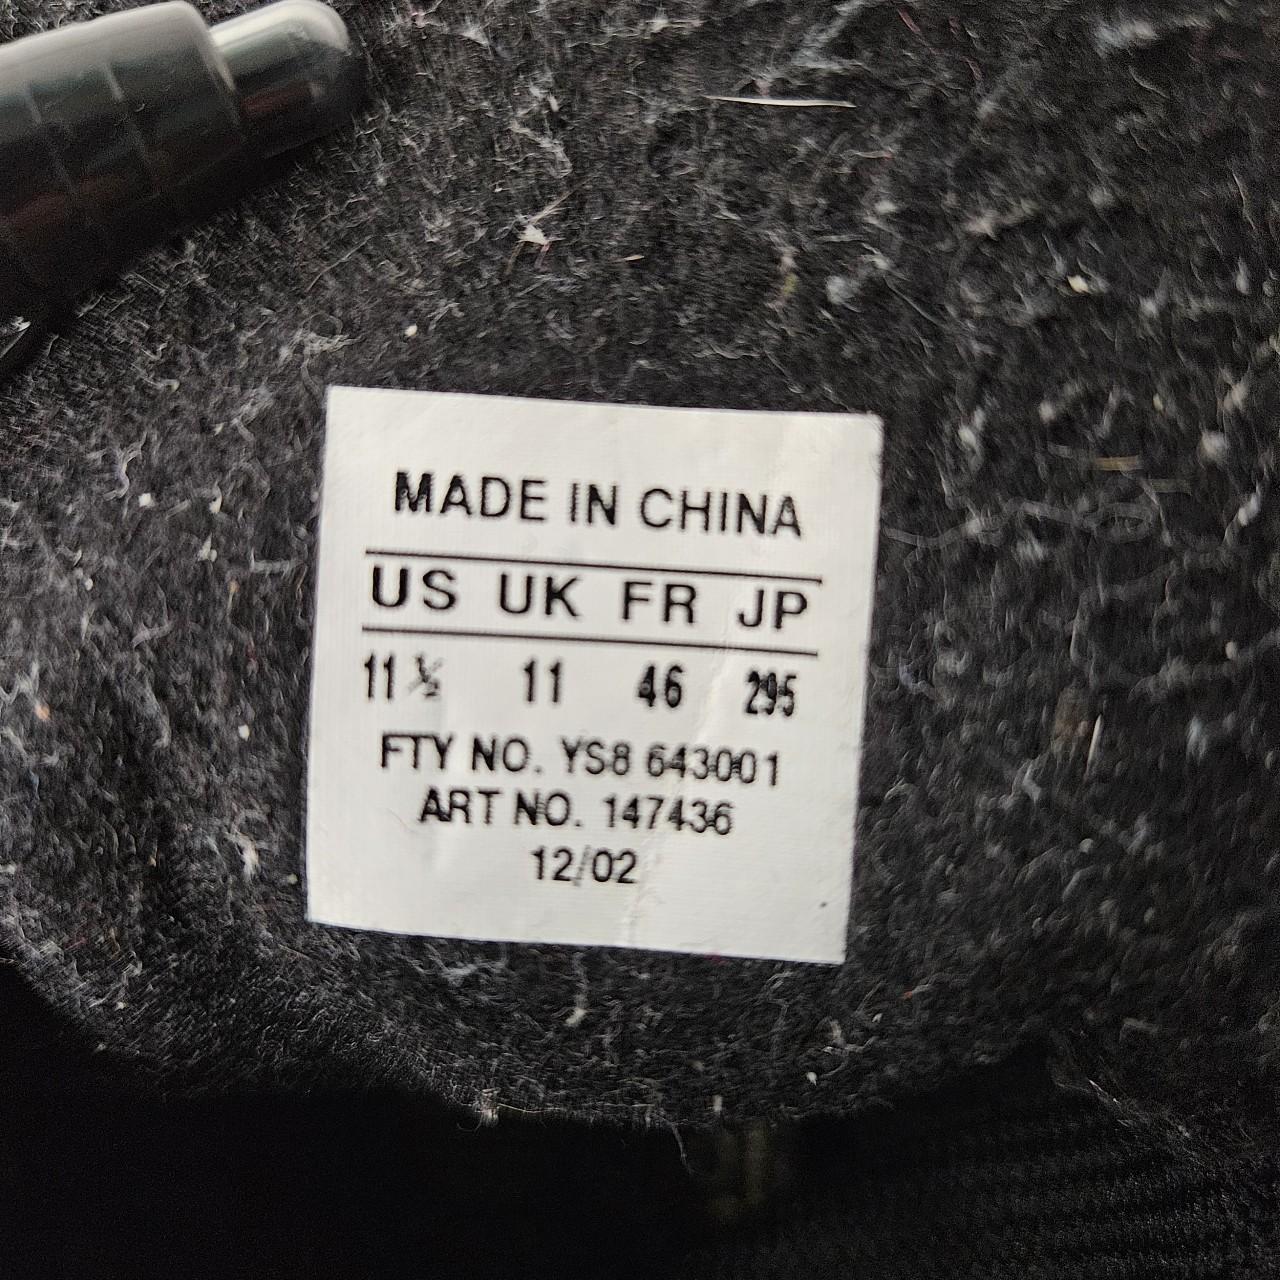 MADE IN CHINA
US UK FR JP
11 ½ 11 46 295
FTY NO. YS8 643001
ART NO. 147436
12/02